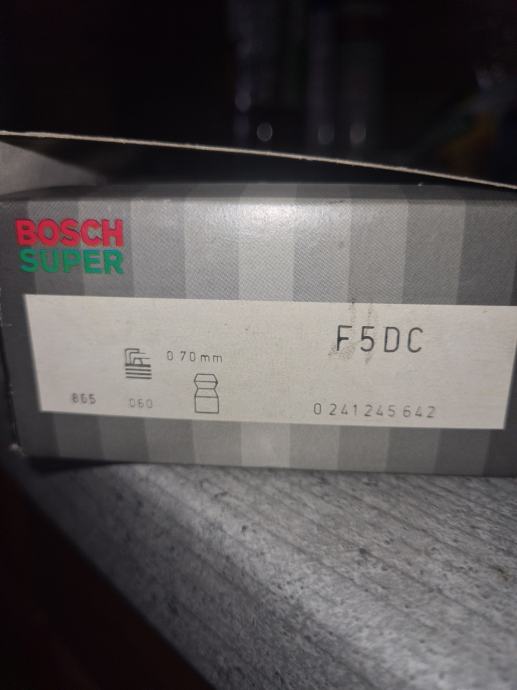 BOSCH
SUPER
F5DC
0 70mm
865 060
0 241 245 642